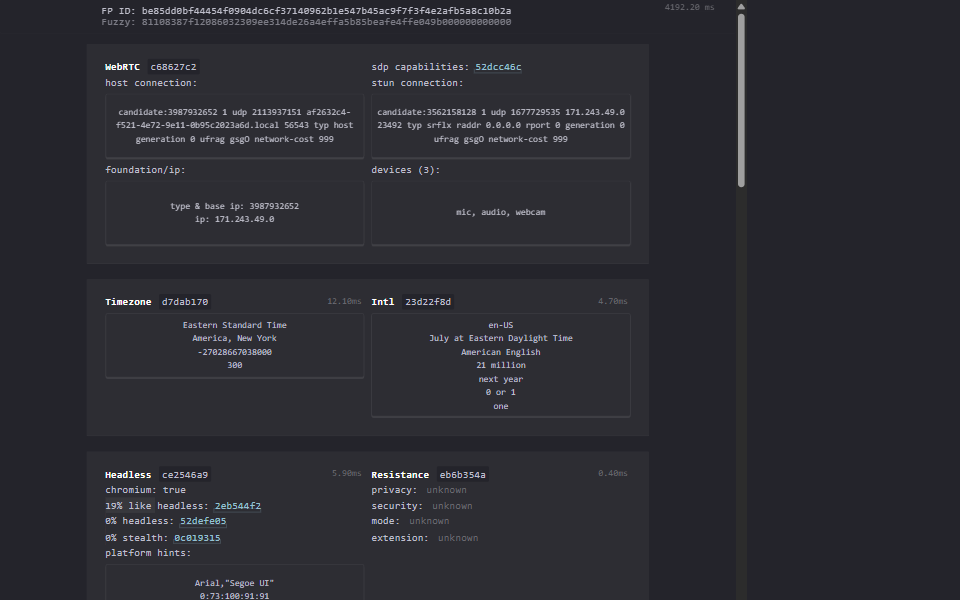 FP ID: be85dd0bf44454f0904dc6cf37140962b1e547b45ac9f7f3f4e2afb5a8c10b2a
4192.20 ms
Fuzzy: 81108387f12086032309ee314de26a4effa5b85beafe4ffe049b000000000000
WebRTC c68627c2
host connection:
candidate:3987932652 1 udp 2113937151 af2632c4-
f521-4e72-9e11-0b95c2023a6d.local 56543 typ host
generation 0 ufrag gsgO network-cost 999
foundation/ip:
type & base ip: 3987932652
ip: 171.243.49.0
sdp capabilities: 52dcc46c
stun connection:
candidate:3562158128 1 udp 1677729535 171.243.49.0
23492 typ srflx raddr 0.0.0.0 rport 0 generation 0
ufrag gsgO network-cost 999
devices (3):
mic, audio, webcam
Timezone d7dab170 12.10ms
Eastern Standard Time
America, New York
-27028667038000
300
Intl 23d22f8d 4.70ms
en-US
July at Eastern Daylight Time
American English
21 million
next year
0 or 1
one
Headless ce2546a9 5.90ms
chromium: true
19% like headless: 2eb544f2
0% headless: 52defe05
0% stealth: 0c019315
platform hints:
Arial,"Segoe UI"
0:73:100:91:91
Resistance eb6b354a 0.40ms
privacy: unknown
security: unknown
mode: unknown
extension: unknown